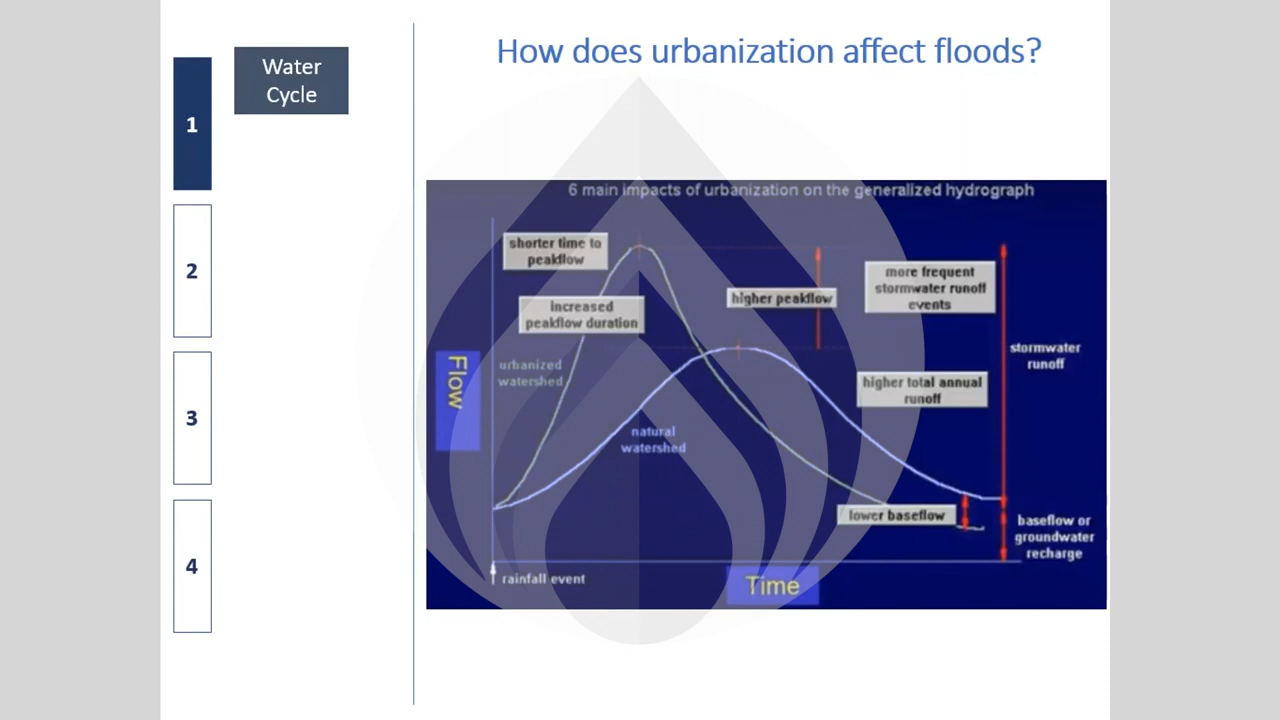 How does urbanization affect floods?
Water
Cycle
1
2
3
4
6 main impacts of urbanization on the generalized hydrograph
shorter time to
peakflow
increased
peakflow duration
higher peakflow
more frequent
stormwater runoff
events
stormwater
runoff
higher total annual
runoff
urbanized
watershed
Flow
natural
watershed
lower baseflow
baseflow or
groundwater
recharge
rainfall event
Time